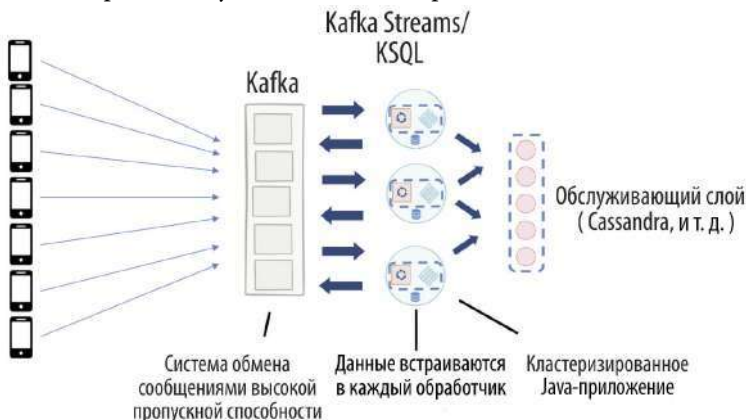 Kafka Streams/
KSQL
Kafka
Обслуживающий слой
( Cassandra, и т. д. )
Система обмена
сообщениями высокой
пропускной способности
Данные встраиваются
в каждый обработчик
Кластеризированное
Java-приложение